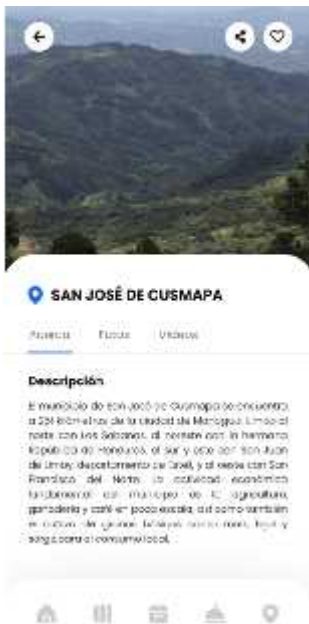 SAN JOSÉ DE CUSMAPA
Acerca Fotos Videos
Descripción
El municipio de San José de Cusmapa se encuentra
a kilómetros de la ciudad de Managua. Limita al
norte con Las Sabanas, al noreste con la hermana
República de Honduras, al sur y este con San Juan
de Limay, departamento de Estelí, y al oeste con San
Francisco del Norte. La actividad económica
fundamental del municipio es la agricultura,
ganadería y café en poca escala, así como también
el cultivo de granos básicos como maíz, frijol y
sorgo para el consumo local.